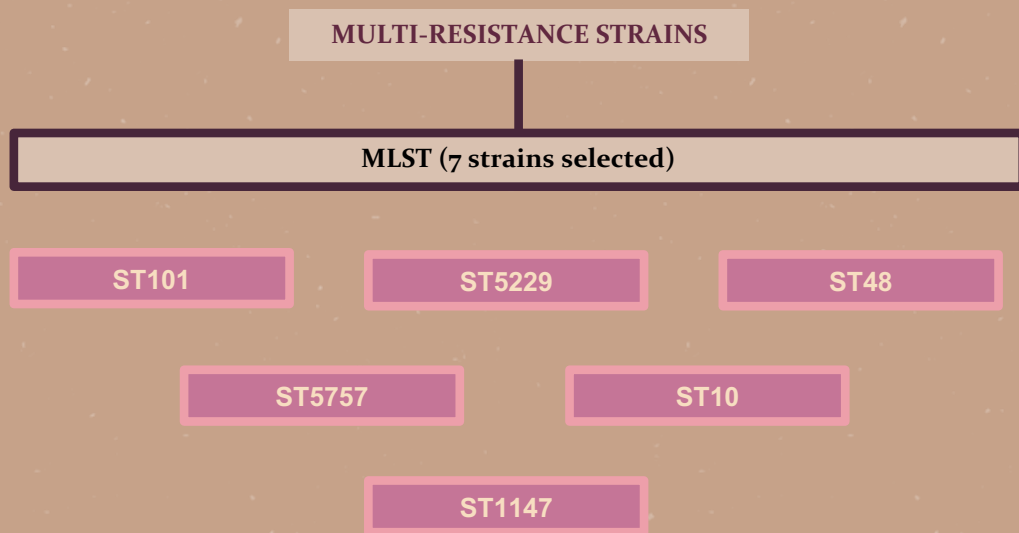 MULTI-RESISTANCE STRAINS
MLST (7 strains selected)
ST101
ST5229
ST48
ST5757
ST10
ST1147